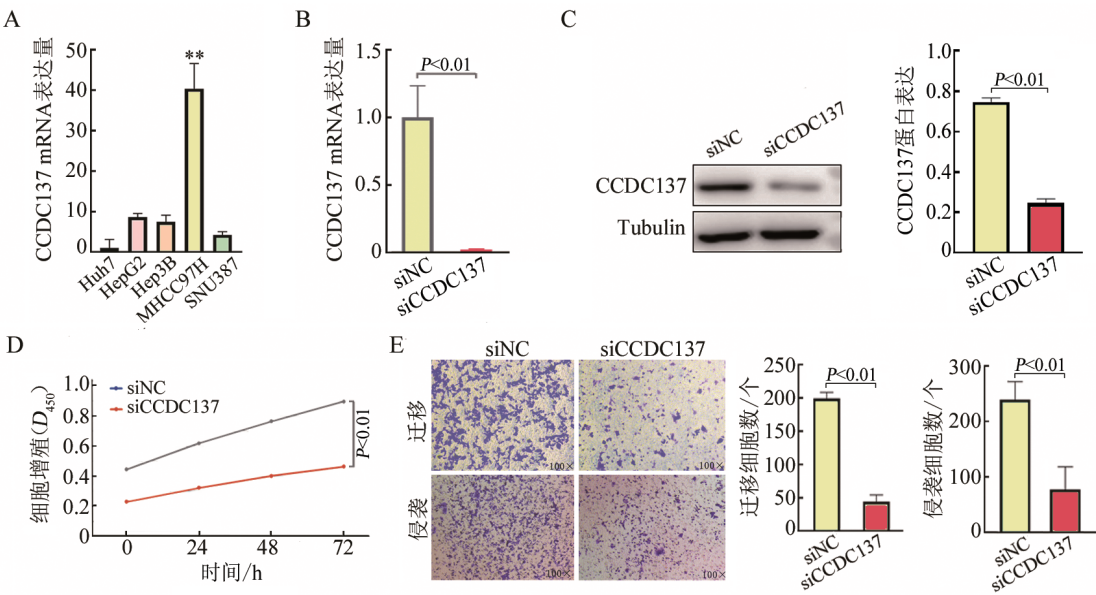 A
CCDC137 mRNA表达量
50
40
30
20
10
0
**
Huh7
HepG2
Hep3B
MHCC97H
SNU387
B
CCDC137 mRNA表达量
1.5
1.0
0.5
0
P<0.01
siNC
siCCDC137
C
siNC
siCCDC137
CCDC137
Tubulin
CCDC137蛋白表达
1.0
0.8
0.6
0.4
0.2
0
P<0.01
siNC
siCCDC137
D
细胞增殖(D450)
1.0
0.8
0.6
0.4
0.2
0
siNC
siCCDC137
P<0.01
0
24
48
72
时间/h
E
siNC
siCCDC137
迁移
100×
100×
侵袭
100×
100×
迁移细胞数/个
250
200
150
100
50
0
P<0.01
siNC
siCCDC137
侵袭细胞数/个
300
200
100
0
P<0.01
siNC
siCCDC137